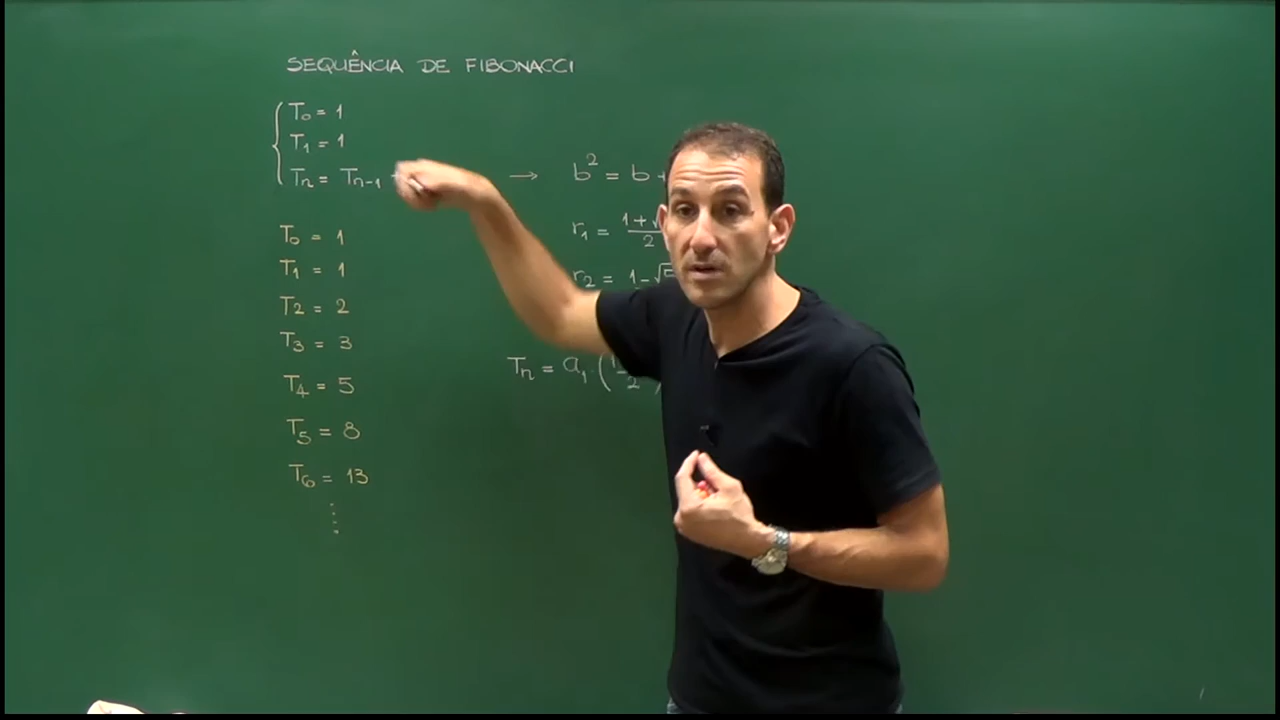 SEQUÊNCIA DE FIBONACCI
T₀ = 1
T₁ = 1
Tₙ = Tₙ₋₁
→ b² = b +
T₀ = 1
T₁ = 1
T₂ = 2
T₃ = 3
T₄ = 5
T₅ = 8
T₆ = 13
r₁ = 1+√ / 2
r₂ = 1-√5
Tₙ = a₁ · (